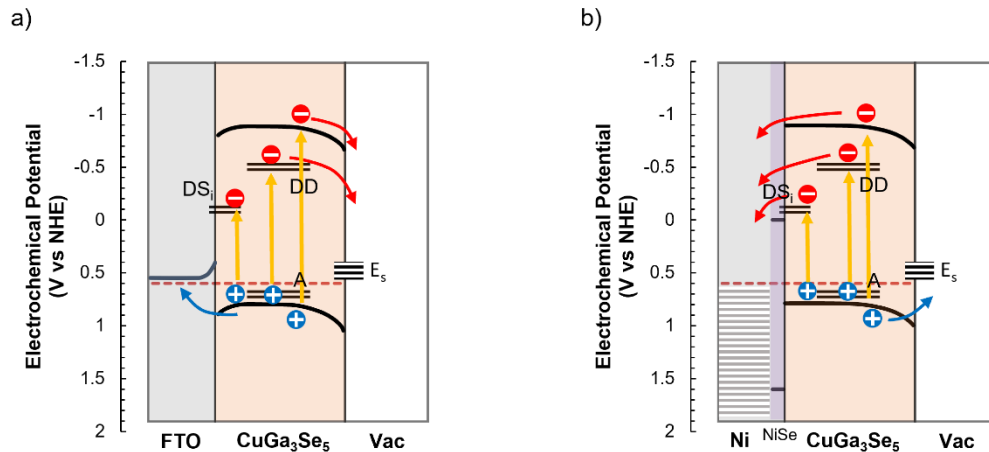 a)
Electrochemical Potential
(V vs NHE)
-1.5
-1
-0.5
0
0.5
1
1.5
2
DSi
DD
A
Es
FTO
CuGa3Se5
Vac
b)
Electrochemical Potential
(V vs NHE)
-1.5
-1
-0.5
0
0.5
1
1.5
2
DSi
DD
A
Es
Ni
NiSe
CuGa3Se5
Vac